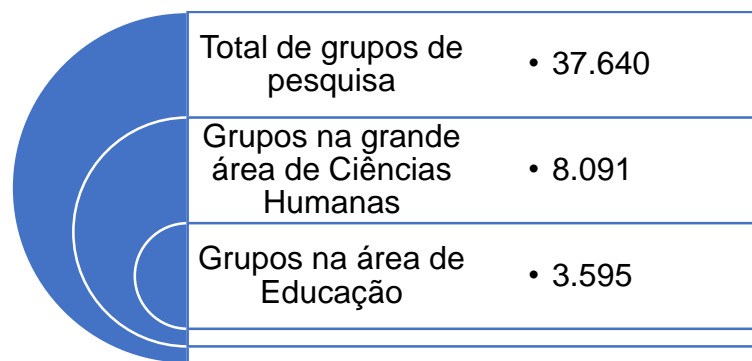 Total de grupos de
pesquisa
• 37.640
Grupos na grande
área de Ciências
Humanas
• 8.091
Grupos na área de
Educação
• 3.595